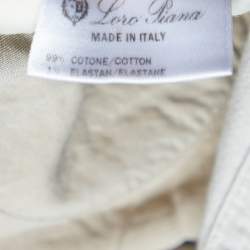 Loro Piana
MADE IN ITALY
99% COTONE/COTTON
1% ELASTAN/ELASTANE